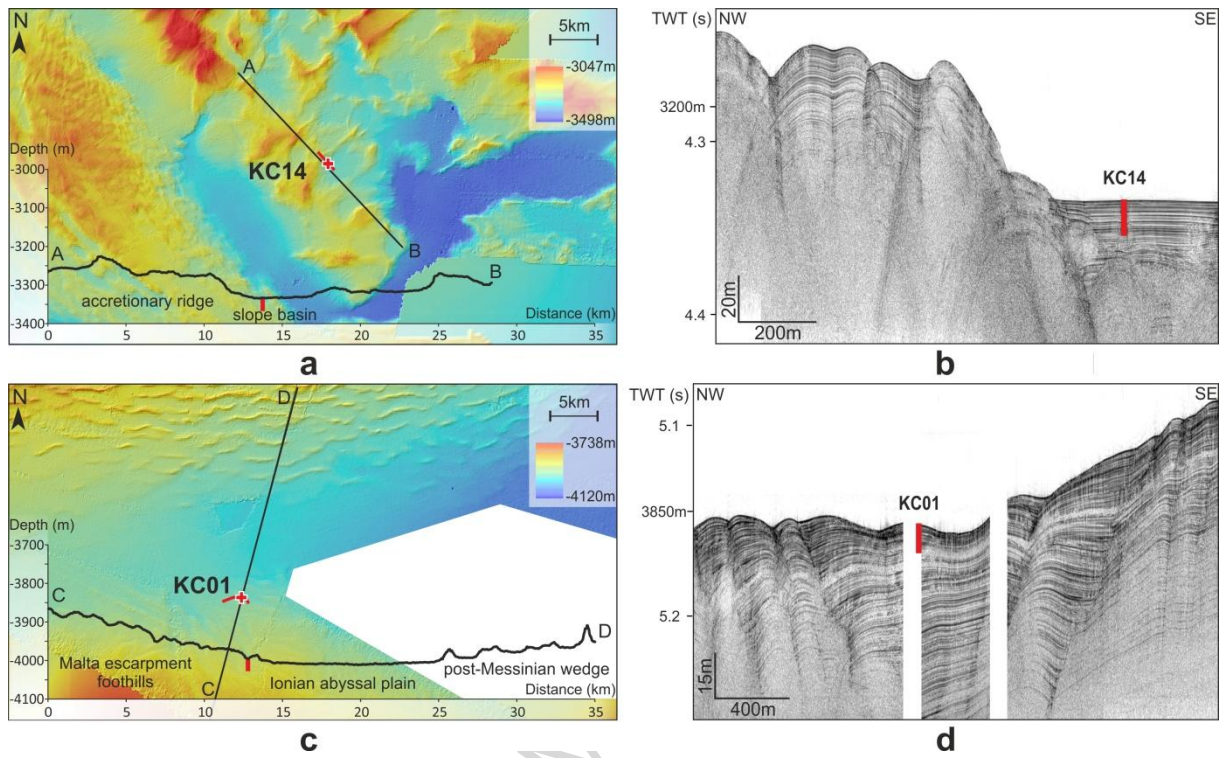 N
5km
-3047m
-3498m
A
KC14
B
Depth (m)
-3000
-3100
-3200
-3300
-3400
A
B
accretionary ridge
slope basin
Distance (km)
0 5 10 15 20 25 30 35
a
TWT (s) NW SE
3200m
4.3
KC14
4.4
20m
200m
b
N
5km
-3738m
-4120m
D
KC01
C
Depth (m)
-3700
-3800
-3900
-4000
-4100
C
D
Malta escarpment
foothills
Ionian abyssal plain
post-Messinian wedge
Distance (km)
0 5 10 15 20 25 30 35
c
TWT (s) NW SE
5.1
KC01
3850m
5.2
15m
400m
d